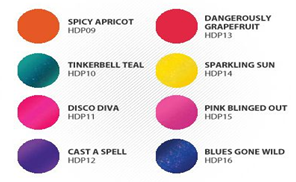 SPICY APRICOT
HDP09
TINKERBELL TEAL
HDP10
DISCO DIVA
HDP11
CAST A SPELL
HDP12
DANGEROUSLY
GRAPEFRUIT
HDP13
SPARKLING SUN
HDP14
PINK BLINGED OUT
HDP15
BLUES GONE WILD
HDP16